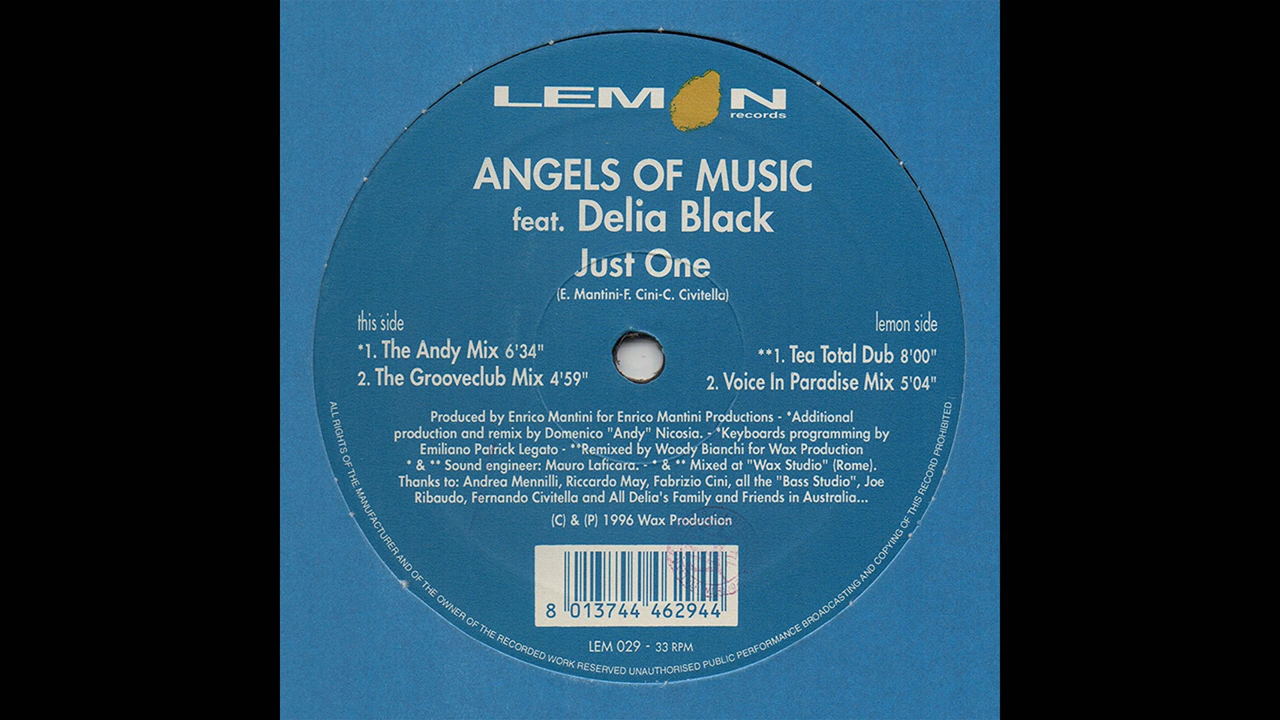 LEMON
records
ANGELS OF MUSIC
feat. Delia Black
Just One
(E. Mantini-F. Cini-C. Civitella)
this side
*1. The Andy Mix 6'34"
2. The Grooveclub Mix 4'59"
lemon side
**1. Tea Total Dub 8'00"
2. Voice In Paradise Mix 5'04"
Produced by Enrico Mantini for Enrico Mantini Productions - *Additional
production and remix by Domenico "Andy" Nicosia. - *Keyboards programming by
Emiliano Patrick Legato - **Remixed by Woody Bianchi for Wax Production
* & ** Sound engineer: Mauro Laficara. - * & ** Mixed at "Wax Studio" (Rome).
Thanks to: Andrea Mennilli, Riccardo May, Fabrizio Cini, all the "Bass Studio", Joe
Ribaudo, Fernando Civitella and All Delia's Family and Friends in Australia...
(C) & (P) 1996 Wax Production
8 013744 462944
LEM 029 - 33 RPM
ALL RIGHTS OF THE MANUFACTURER AND OF THE OWNER OF THE RECORDED WORK RESERVED UNAUTHORISED PUBLIC PERFORMANCE BROADCASTING AND COPYING OF THIS RECORD PROHIBITED